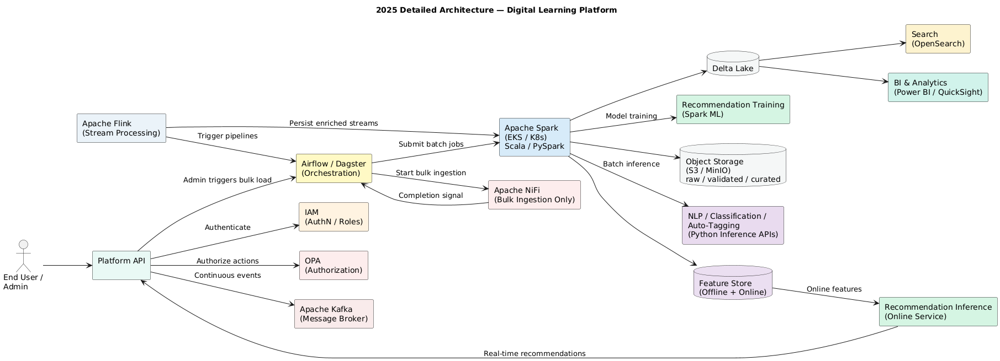 2025 Detailed Architecture — Digital Learning Platform
Search
(OpenSearch)
Delta Lake
BI & Analytics
(Power BI / QuickSight)
Recommendation Training
(Spark ML)
Model training
Apache Flink
(Stream Processing)
Persist enriched streams
Trigger pipelines
Apache Spark
(EKS / K8s)
Scala / PySpark
Submit batch jobs
Airflow / Dagster
(Orchestration)
Admin triggers bulk load
Start bulk ingestion
Completion signal
Apache NiFi
(Bulk Ingestion Only)
Batch inference
Object Storage
(S3 / MinIO)
raw / validated / curated
NLP / Classification /
Auto-Tagging
(Python Inference APIs)
IAM
(AuthN / Roles)
Authenticate
End User /
Admin
Platform API
Authorize actions
OPA
(Authorization)
Continuous events
Apache Kafka
(Message Broker)
Feature Store
(Offline + Online)
Online features
Recommendation Inference
(Online Service)
Real-time recommendations